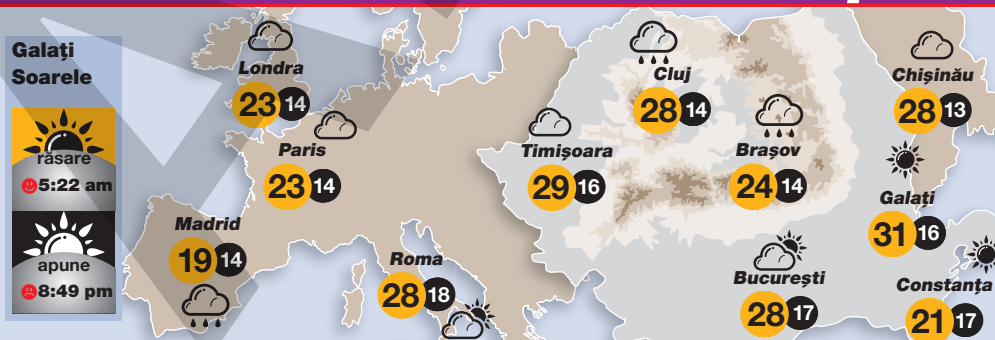 Galați
Soarele
răsare
5:22 am
apune
8:49 pm
Londra
23 14
Paris
23 14
Madrid
19 14
Roma
28 18
Timișoara
29 16
Cluj
28 14
Brașov
24 14
București
28 17
Chișinău
28 13
Galați
31 16
Constanța
21 17